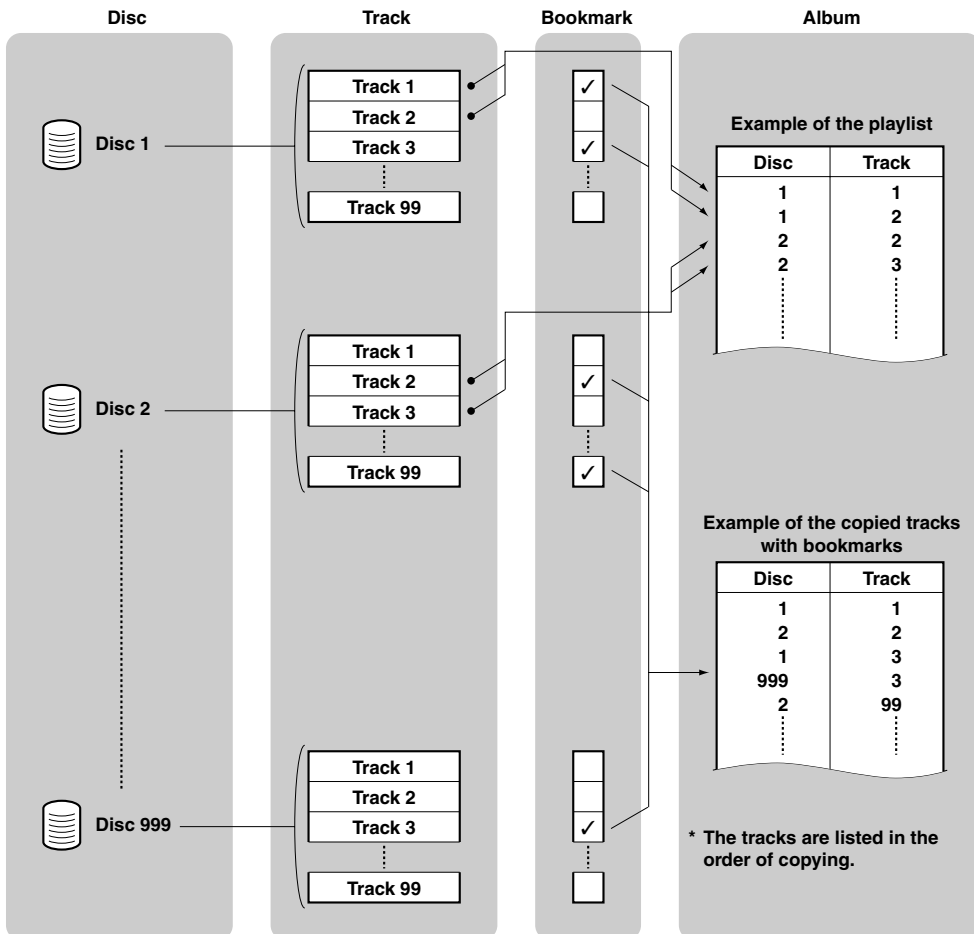 Disc
Track
Bookmark
Album
Disc 1
Track 1
✓
Track 2
Track 3
✓
Track 99
Example of the playlist
Disc Track
1 1
1 2
2 2
2 3
Disc 2
Track 1
Track 2
✓
Track 3
Track 99
✓
Example of the copied tracks
with bookmarks
Disc Track
1 1
2 2
1 3
999 3
2 99
Disc 999
Track 1
Track 2
Track 3
✓
Track 99
* The tracks are listed in the
order of copying.